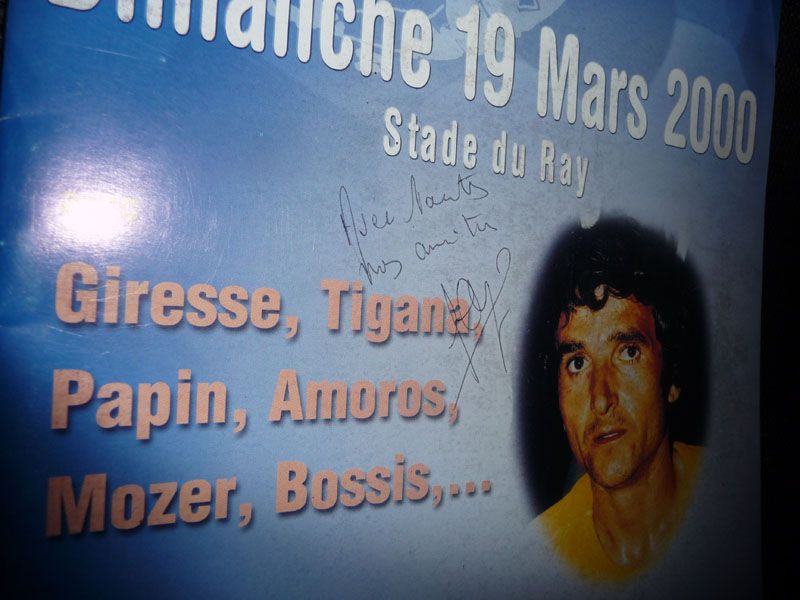 Dimanche 19 Mars 2000
Stade du Ray
Avec toutes
mes amitiés
Giresse, Tigana,
Papin, Amoros,
Mozer, Bossis,...